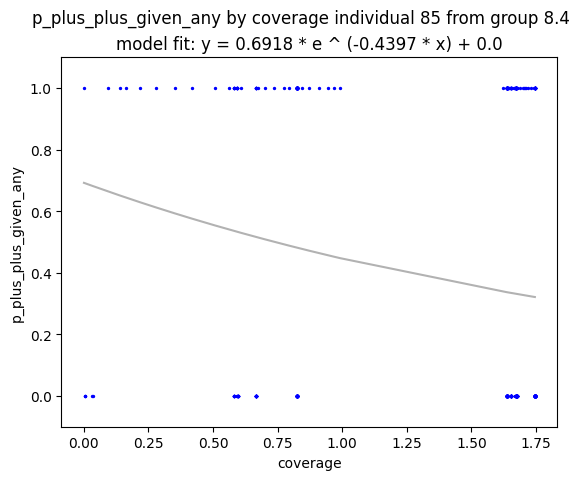 p_plus_plus_given_any by coverage individual 85 from group 8.4
model fit: y = 0.6918 * e ^ (-0.4397 * x) + 0.0
1.0
0.8
0.6
0.4
0.2
0.0
p_plus_plus_given_any
0.00 0.25 0.50 0.75 1.00 1.25 1.50 1.75
coverage